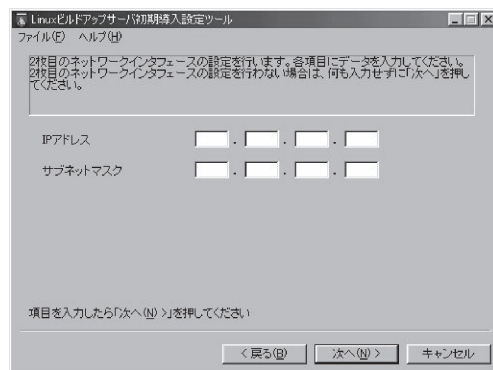 Linuxビルドアップサーバ初期導入設定ツール
ファイル(F) ヘルプ(H)
2枚目のネットワークインタフェースの設定を行います。各項目にデータを入力してください。
2枚目のネットワークインタフェースの設定を行わない場合は、何も入力せずに「次へ」を押し
てください。
IPアドレス . . .
サブネットマスク . . .
項目を入力したら「次へ(N) >」を押してください
< 戻る(B) 次へ(N) > キャンセル